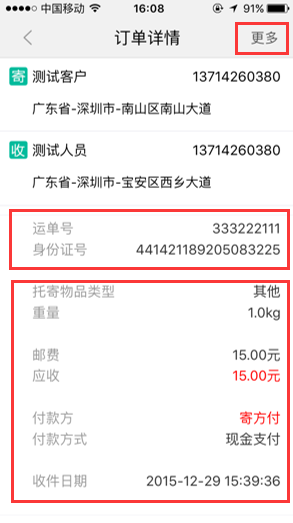 中国移动 16:08 91%
订单详情 更多
寄 测试客户 13714260380
广东省-深圳市-南山区南山大道
收 测试人员 13714260380
广东省-深圳市-宝安区西乡大道
运单号 333222111
身份证号 441421189205083225
托寄物品类型 其他
重量 1.0kg
邮费 15.00元
应收 15.00元
付款方 寄方付
付款方式 现金支付
收件日期 2015-12-29 15:39:36